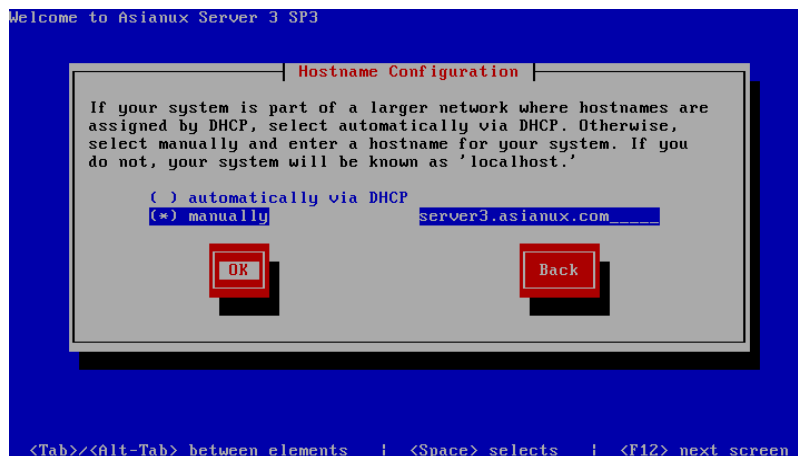 Welcome to Asianux Server 3 SP3
Hostname Configuration
If your system is part of a larger network where hostnames are
assigned by DHCP, select automatically via DHCP. Otherwise,
select manually and enter a hostname for your system. If you
do not, your system will be known as 'localhost.'
( ) automatically via DHCP
(*) manually server3.asianux.com_____
OK Back
<Tab>/<Alt-Tab> between elements | <Space> selects | <F12> next screen